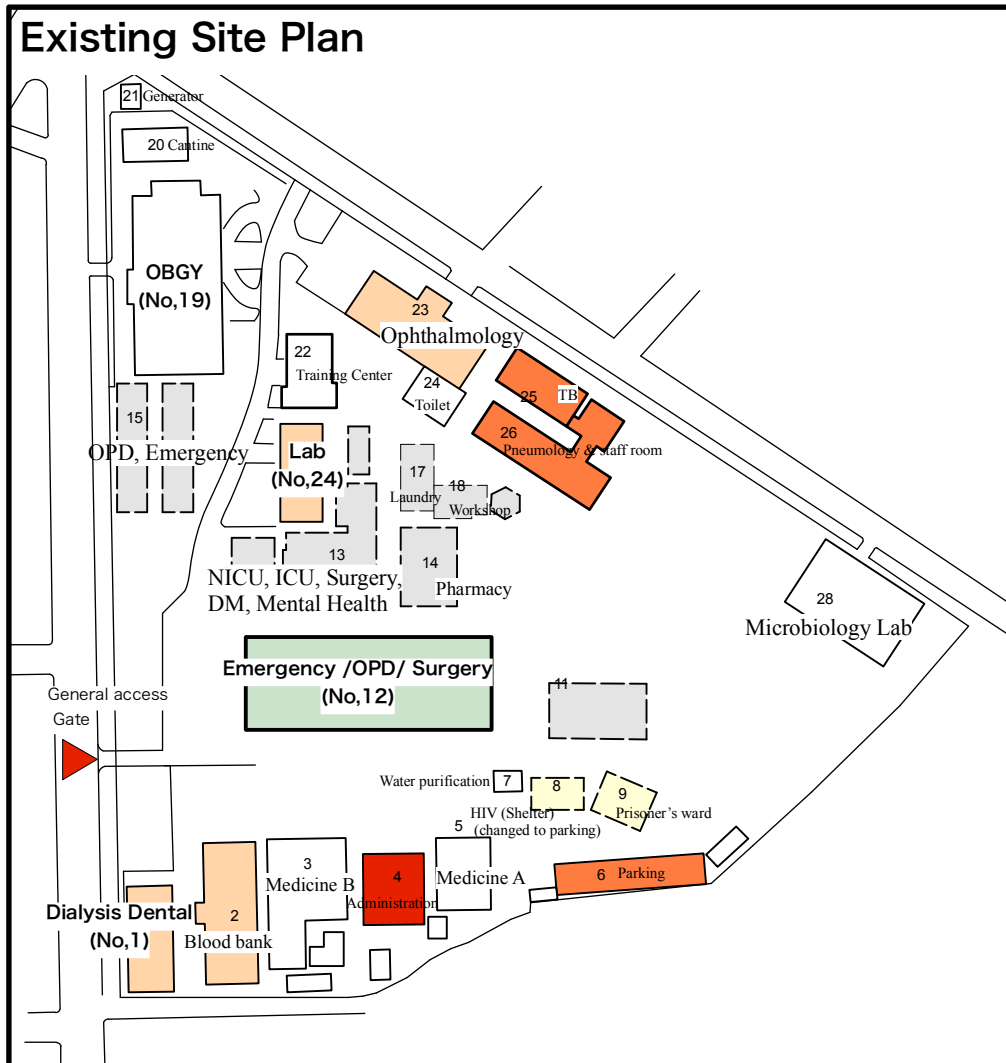 Existing Site Plan
21 Generator
20 Cantine
OBGY
(No,19)
23
Ophthalmology
22
Training Center
24
Toilet
25
TB
26
Pneumology & staff room
15
OPD, Emergency
Lab
(No,24)
17
Laundry
18
Workshop
13
NICU, ICU, Surgery,
DM, Mental Health
14
Pharmacy
28
Microbiology Lab
Emergency /OPD/ Surgery
(No,12)
11
General access
Gate
Water purification
7
8
HIV (Shelter)
(changed to parking)
9
Prisoner's ward
5
Medicine A
3
Medicine B
4
Administration
6
Parking
Dialysis Dental
(No,1)
2
Blood bank